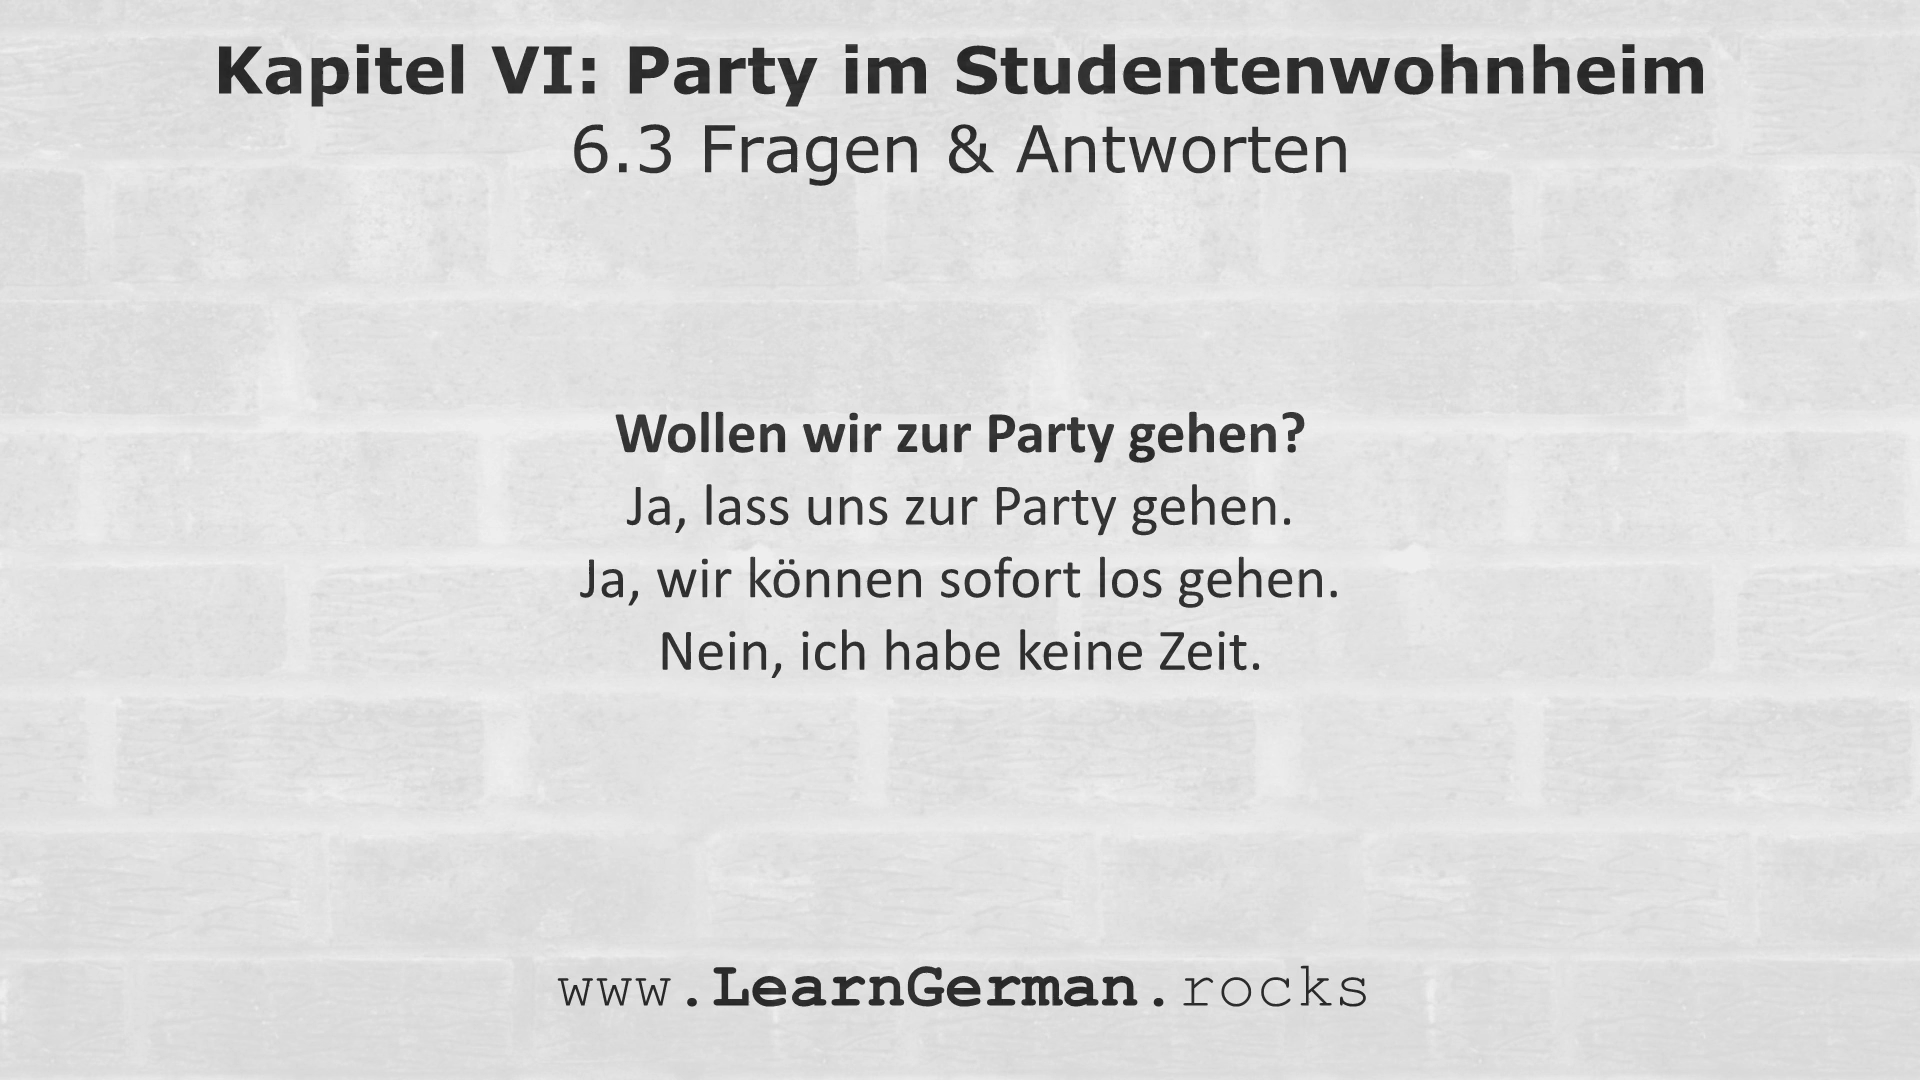 Kapitel VI: Party im Studentenwohnheim
6.3 Fragen & Antworten
Wollen wir zur Party gehen?
Ja, lass uns zur Party gehen.
Ja, wir können sofort los gehen.
Nein, ich habe keine Zeit.
www.LearnGerman.rocks